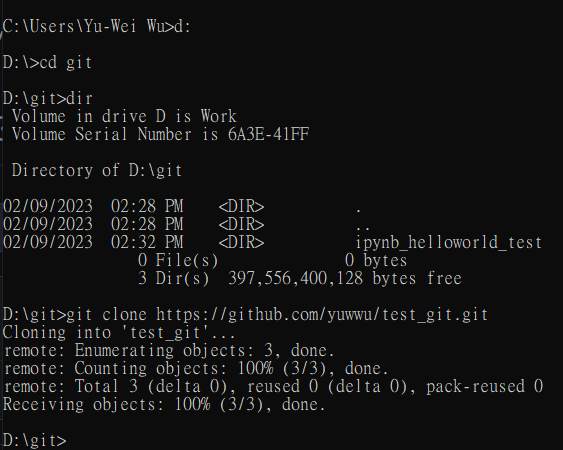 C:\Users\Yu-Wei Wu>d:
D:\>cd git
D:\git>dir
 Volume in drive D is Work
 Volume Serial Number is 6A3E-41FF
 Directory of D:\git
02/09/2023  02:28 PM    <DIR>          .
02/09/2023  02:28 PM    <DIR>          ..
02/09/2023  02:32 PM    <DIR>          ipynb_helloworld_test
               0 File(s)              0 bytes
               3 Dir(s)  397,556,400,128 bytes free
D:\git>git clone https://github.com/yuwwu/test_git.git
Cloning into 'test_git'...
remote: Enumerating objects: 3, done.
remote: Counting objects: 100% (3/3), done.
remote: Total 3 (delta 0), reused 0 (delta 0), pack-reused 0
Receiving objects: 100% (3/3), done.
D:\git>